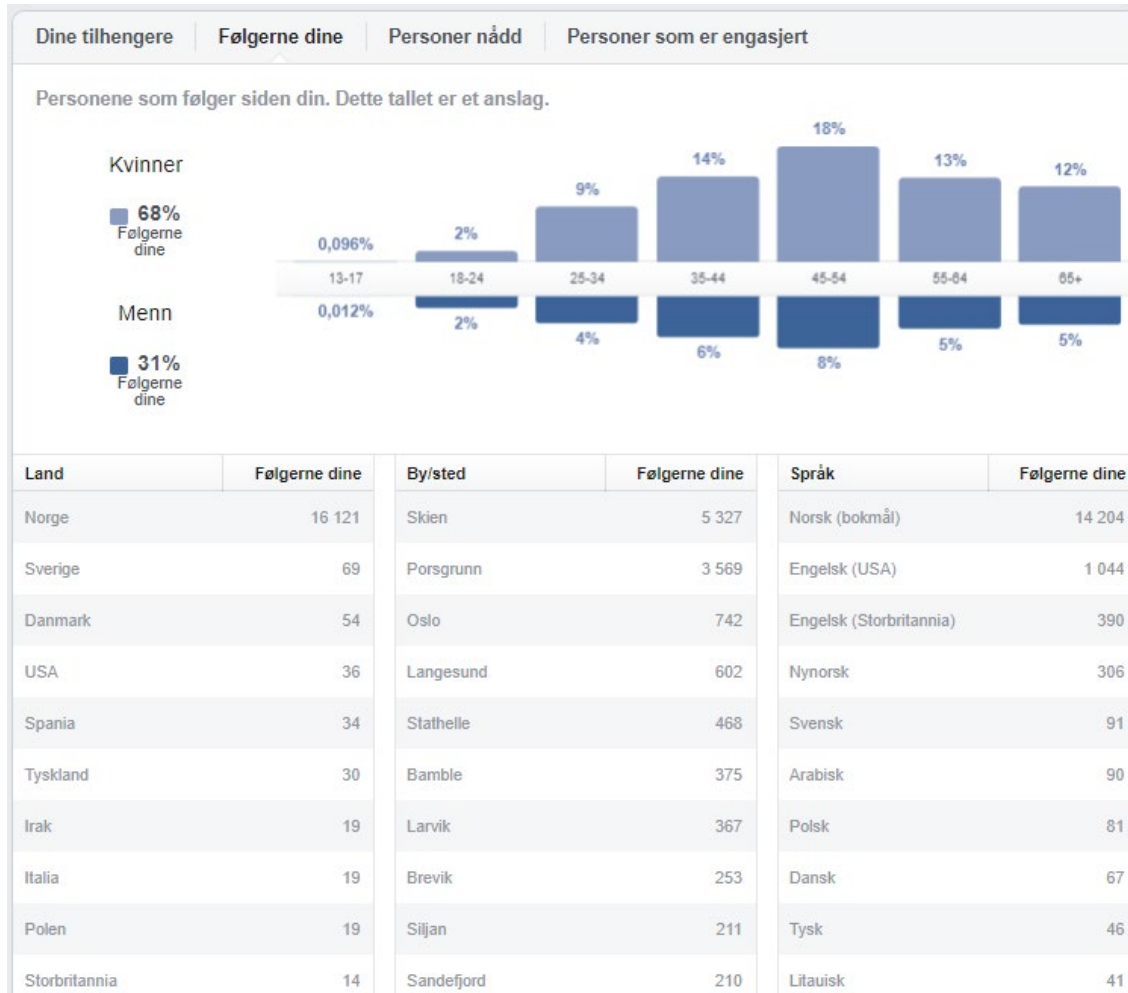 Dine tilhengere Følgerne dine Personer nådd Personer som er engasjert
Personene som følger siden din. Dette tallet er et anslag.
Kvinner
68%
Følgerne
dine
0,096% 2% 9% 14% 18% 13% 12%
13-17 18-24 25-34 35-44 45-54 55-64 65+
Menn
31%
Følgerne
dine
0,012% 2% 4% 6% 8% 5% 5%
Land Følgerne dine By/sted Følgerne dine Språk Følgerne dine
Norge 16 121 Skien 5 327 Norsk (bokmål) 14 204
Sverige 69 Porsgrunn 3 569 Engelsk (USA) 1 044
Danmark 54 Oslo 742 Engelsk (Storbritannia) 390
USA 36 Langesund 602 Nynorsk 306
Spania 34 Stathelle 468 Svensk 91
Tyskland 30 Bamble 375 Arabisk 90
Irak 19 Larvik 367 Polsk 81
Italia 19 Brevik 253 Dansk 67
Polen 19 Siljan 211 Tysk 46
Storbritannia 14 Sandefjord 210 Litauisk 41